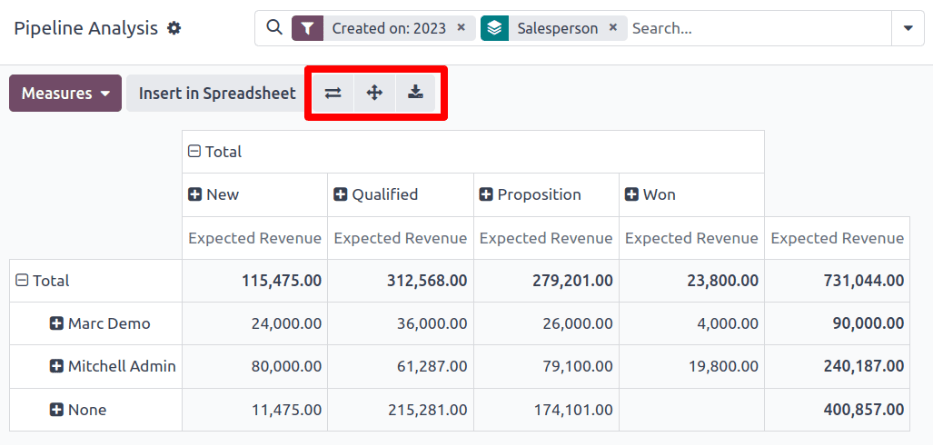 Pipeline Analysis
Created on: 2023 × Salesperson × Search...
Measures Insert in Spreadsheet
Total
New Qualified Proposition Won
Expected Revenue Expected Revenue Expected Revenue Expected Revenue Expected Revenue
Total 115,475.00 312,568.00 279,201.00 23,800.00 731,044.00
Marc Demo 24,000.00 36,000.00 26,000.00 4,000.00 90,000.00
Mitchell Admin 80,000.00 61,287.00 79,100.00 19,800.00 240,187.00
None 11,475.00 215,281.00 174,101.00 400,857.00